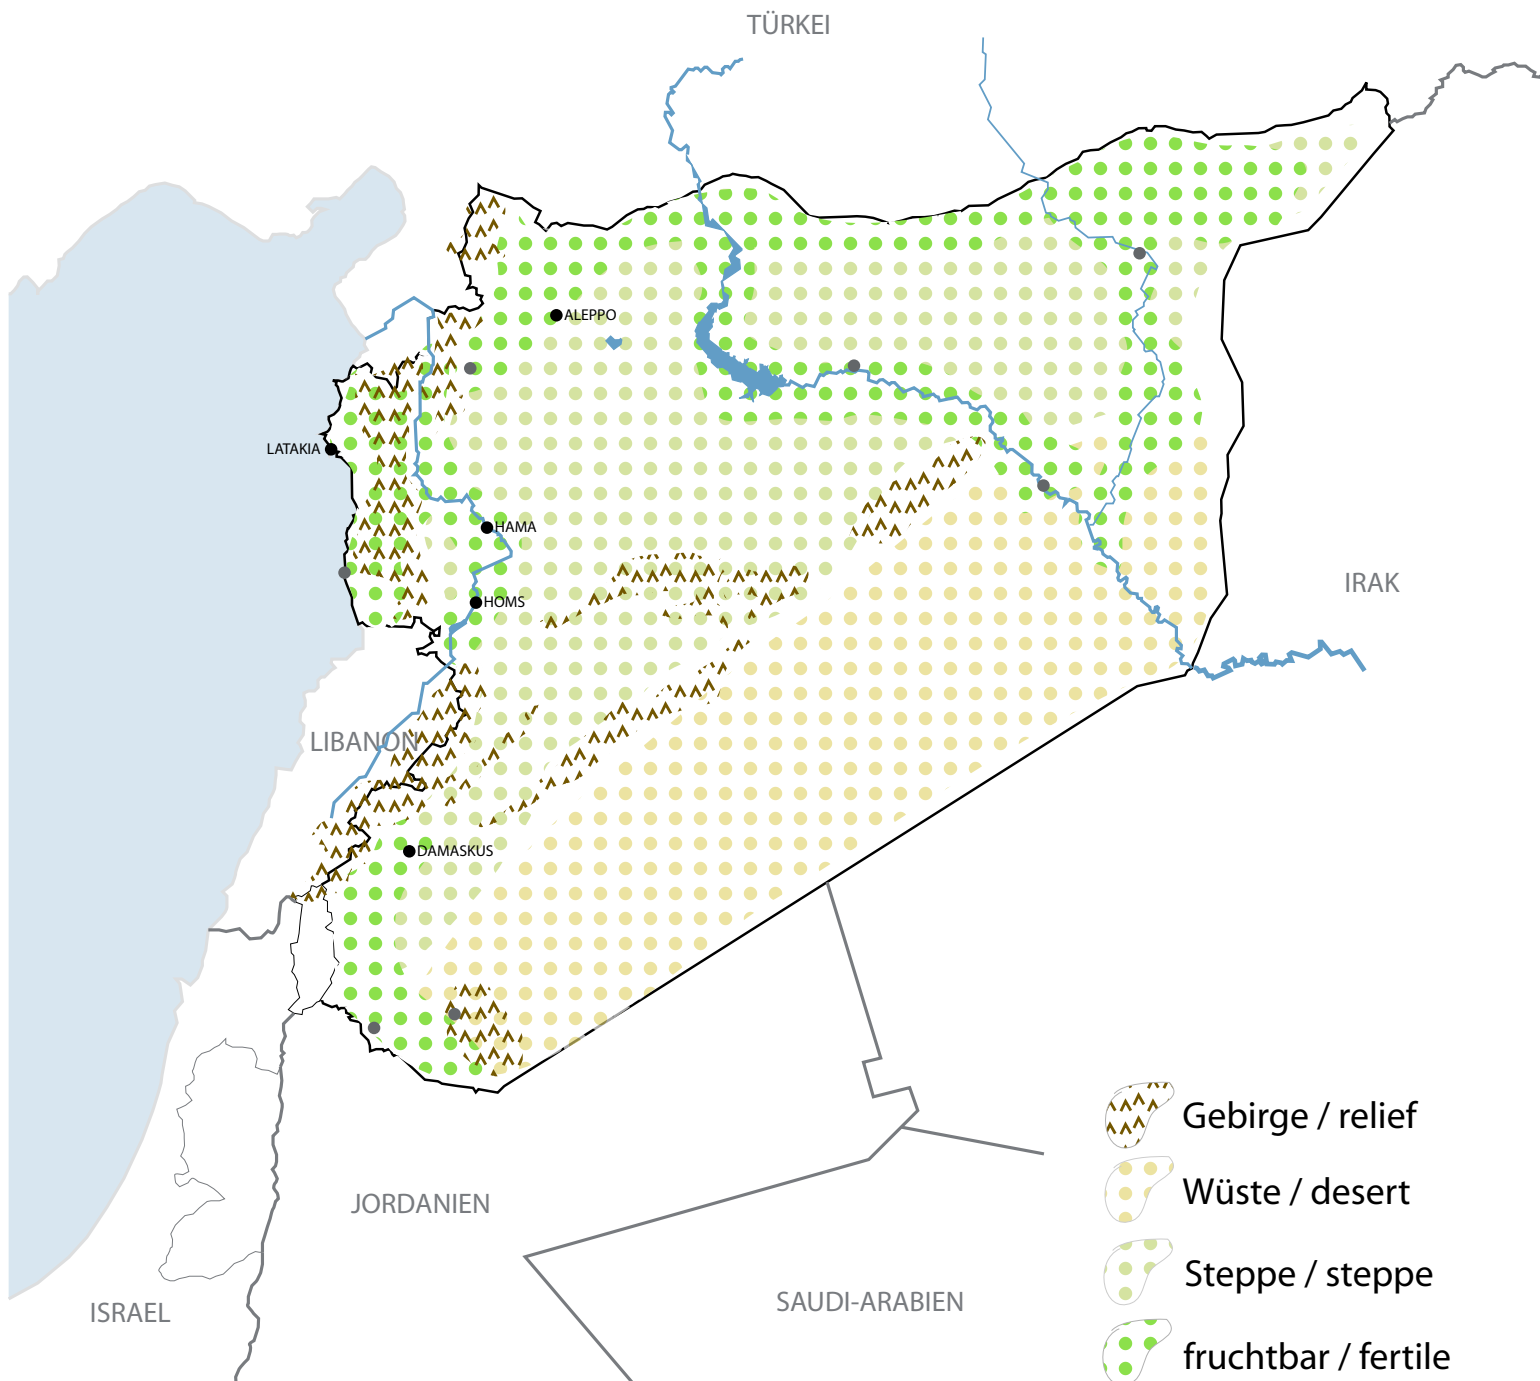 TÜRKEI
ALEPPO
LATAKIA
HAMA
IRAK
HOMS
LIBANON
DAMASKUS
Gebirge / relief
Wüste / desert
JORDANIEN
Steppe / steppe
SAUDI-ARABIEN
ISRAEL
fruchtbar / fertile